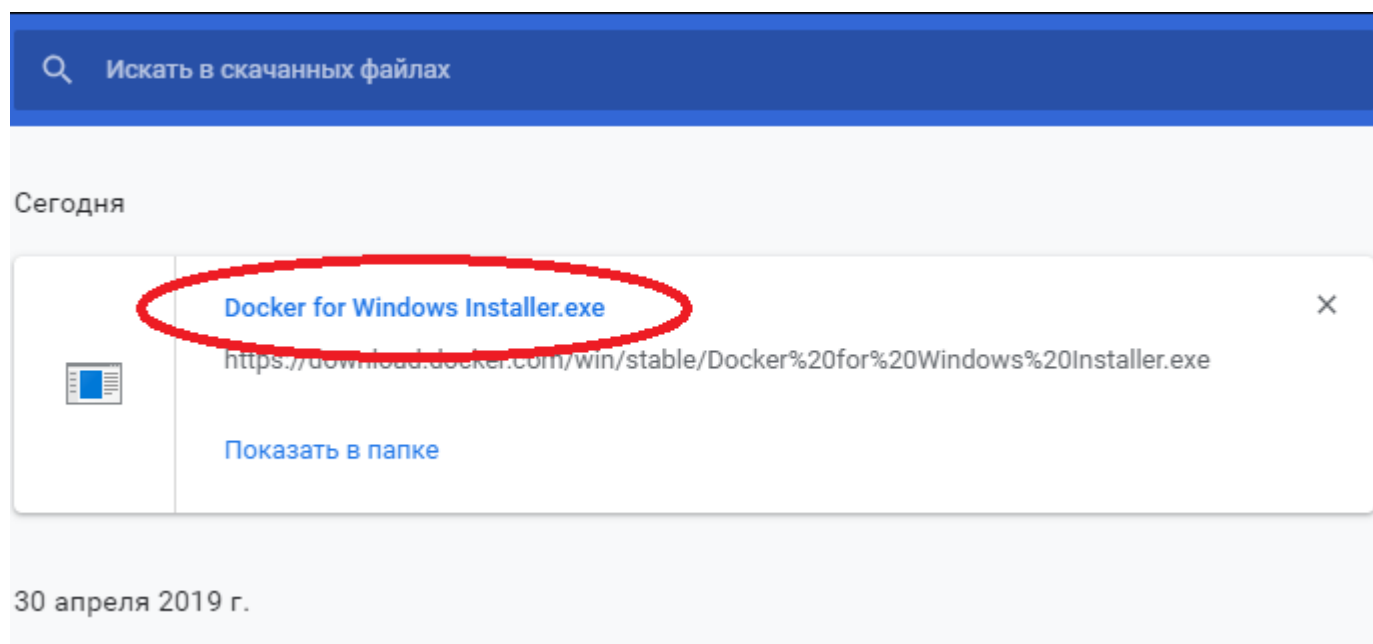 Искать в скачанных файлах
Сегодня
Docker for Windows Installer.exe
https://download.docker.com/win/stable/Docker%20for%20Windows%20Installer.exe
Показать в папке
30 апреля 2019 г.